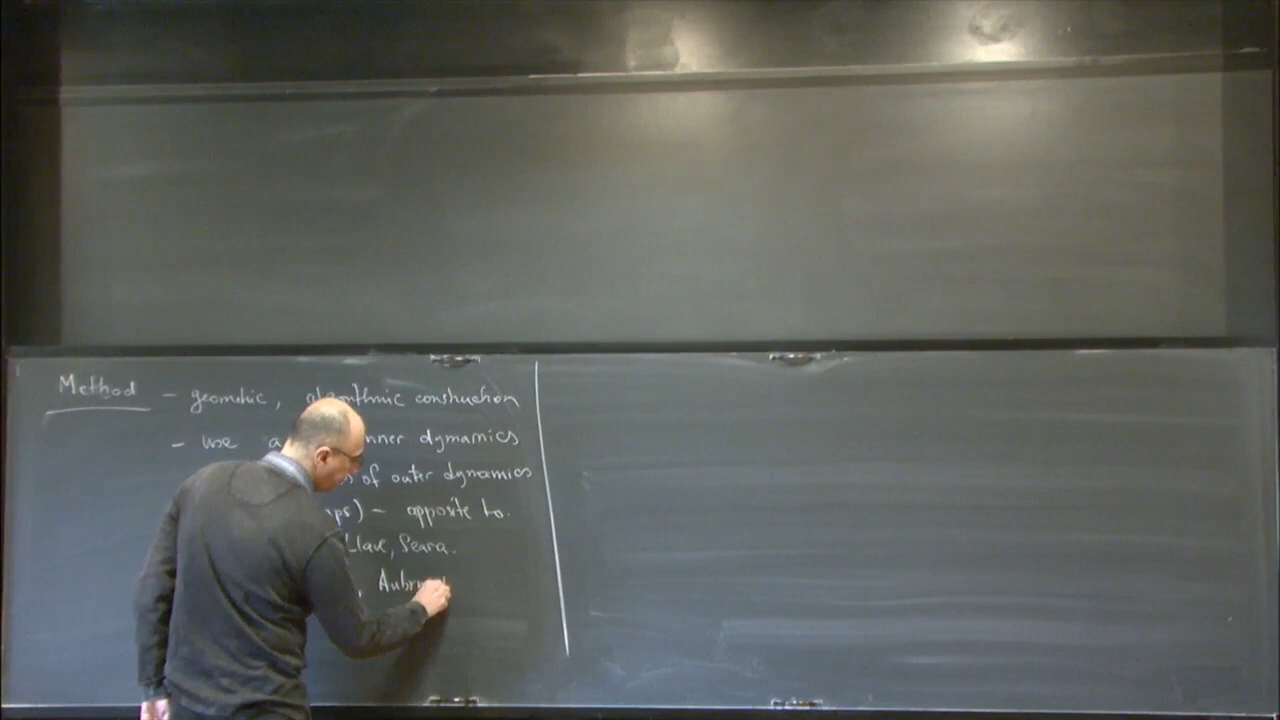 Method - geometric, algorithmic construction
- use inner dynamics
of outer dynamics
) - opposite to.
Llave, Seara.
, Aubry